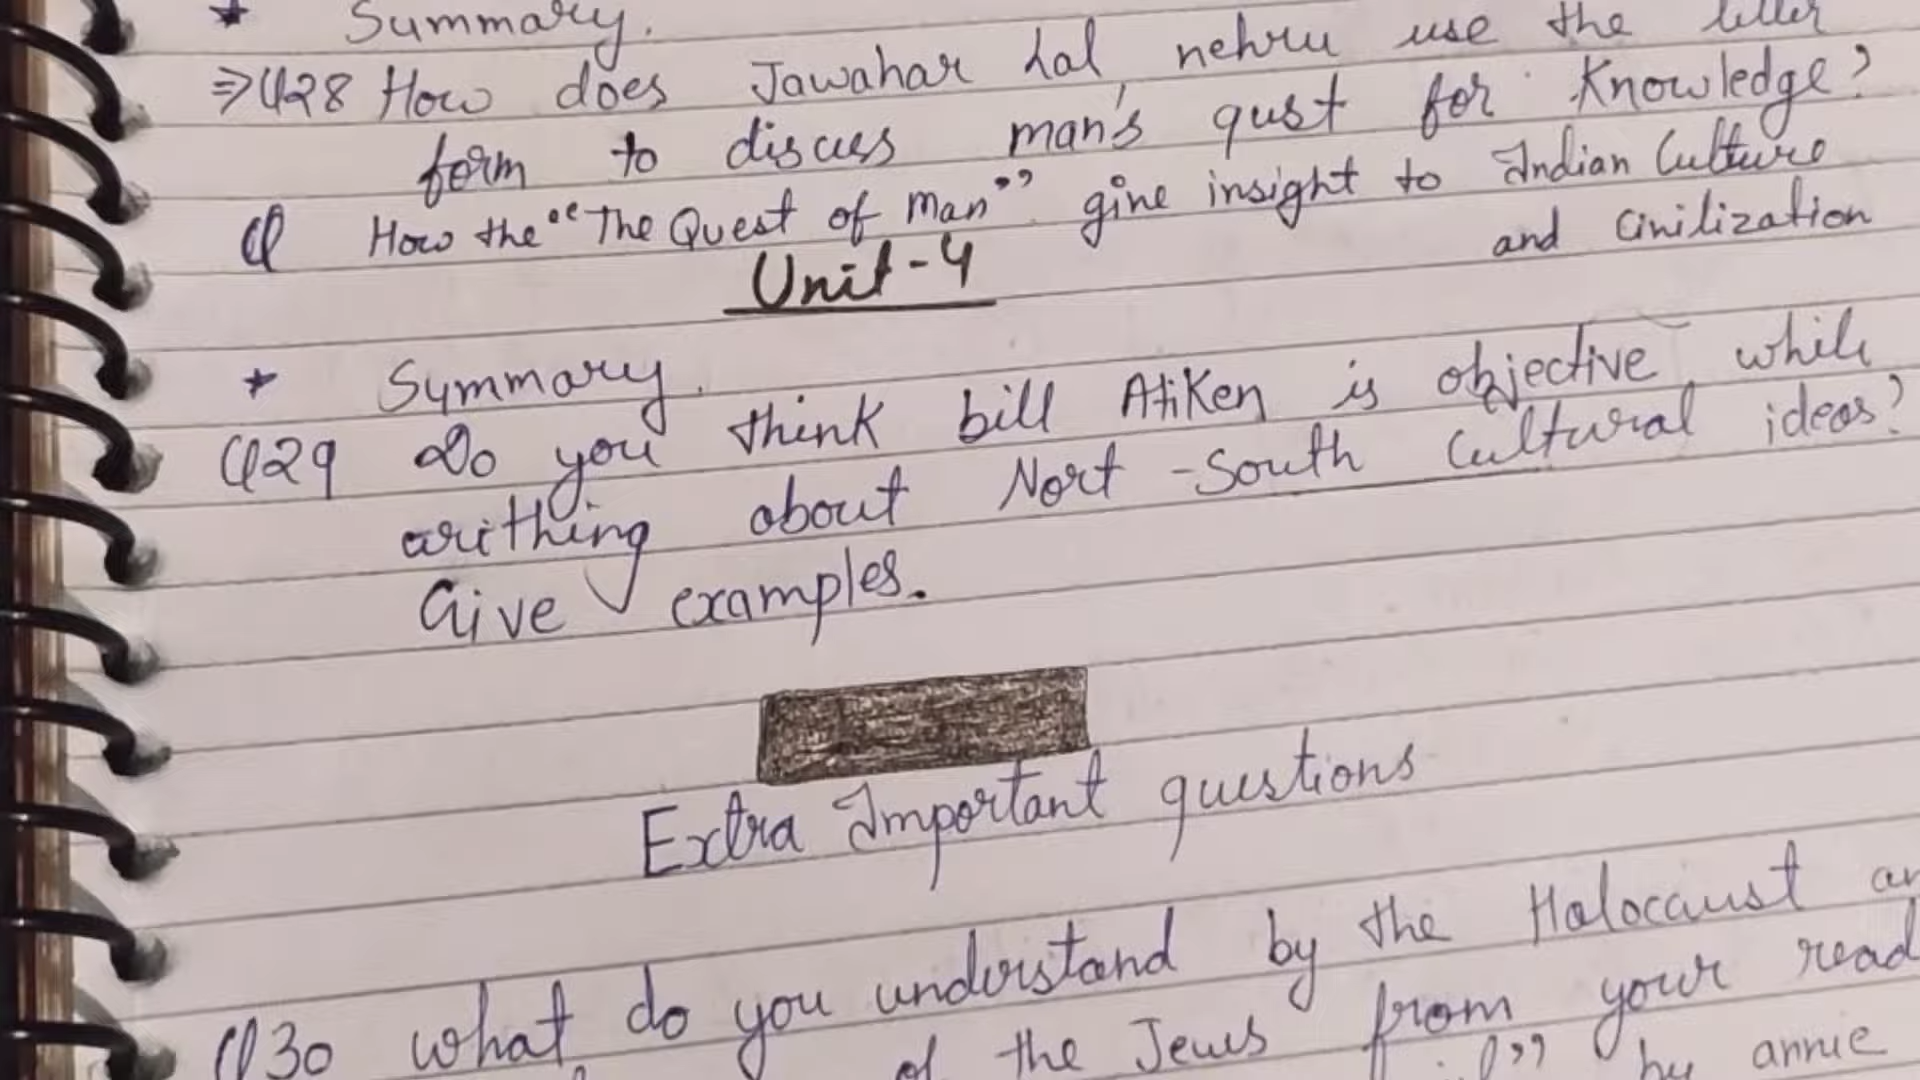 * Summary.
⇒ Q28 How does Jawahar Lal nehru use the letter
form to discuss man's qust for Knowledge?
Q How the "The Quest of Man" give insight to Indian Culture
and Civilization
Unit-4
* Summary.
Q29 Do you think bill Atiken is objective while
arithing about Nort-South Cultural ideas?
Give examples.
Extra Important questions
Q30 what do you understand by the Holocaust
of the Jews from your read
by annie